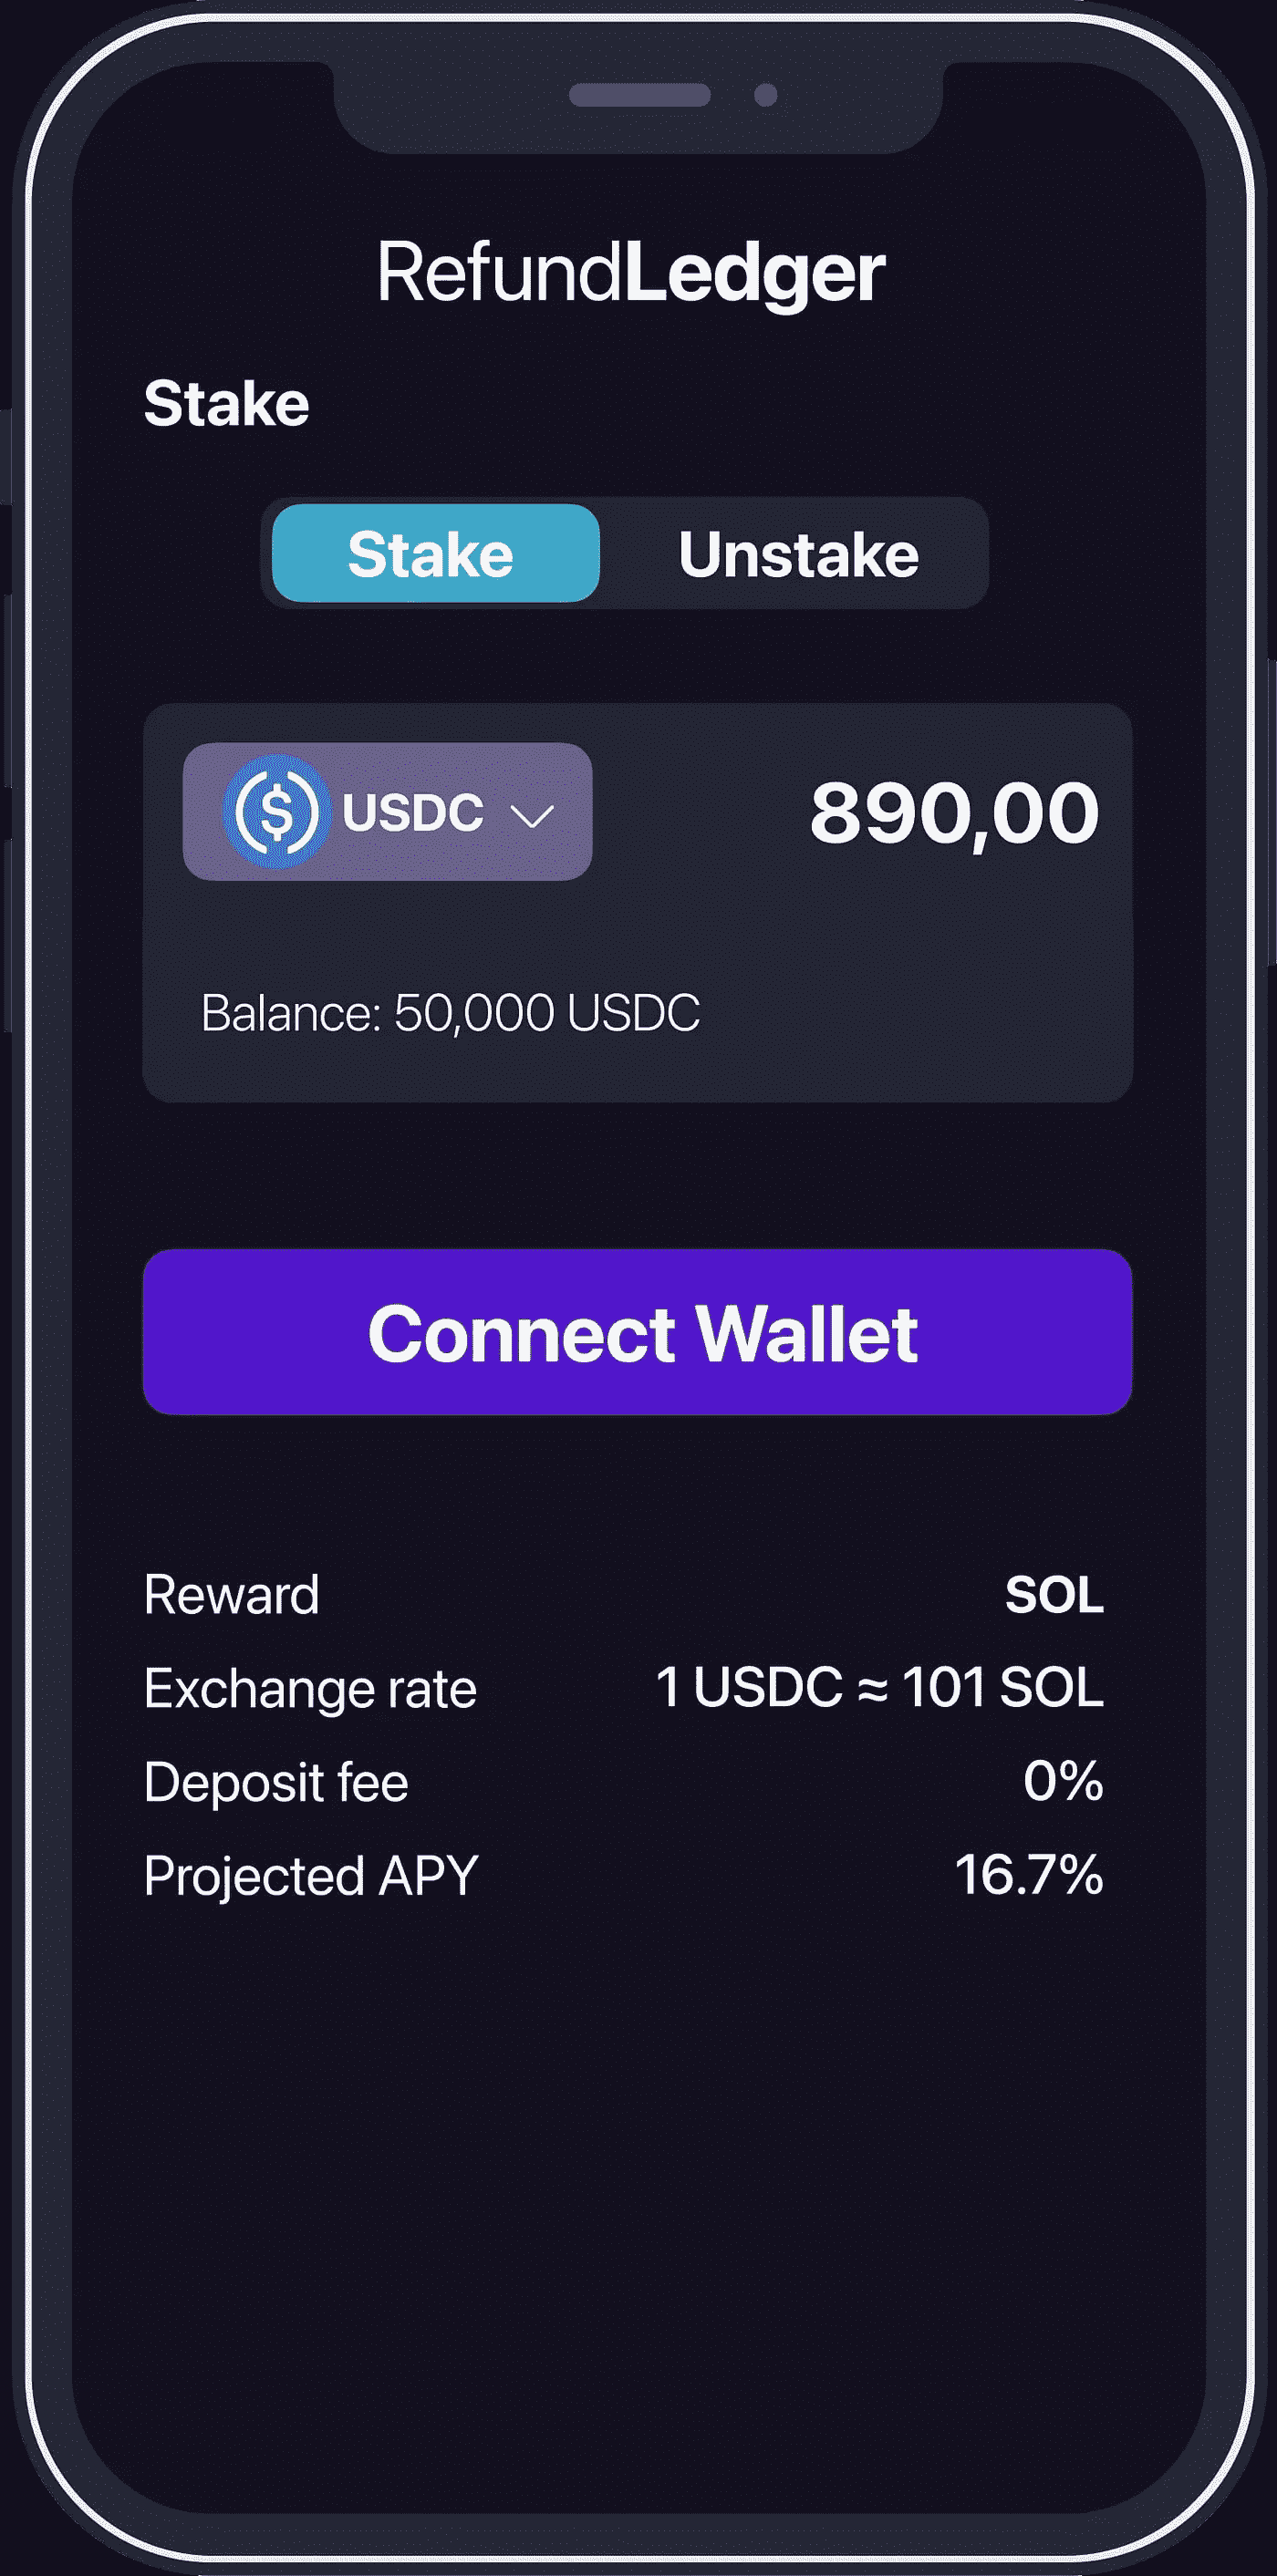 RefundLedger
Stake
Stake Unstake
USDC 890,00
Balance: 50,000 USDC
Connect Wallet
Reward SOL
Exchange rate 1 USDC ≈ 101 SOL
Deposit fee 0%
Projected APY 16.7%